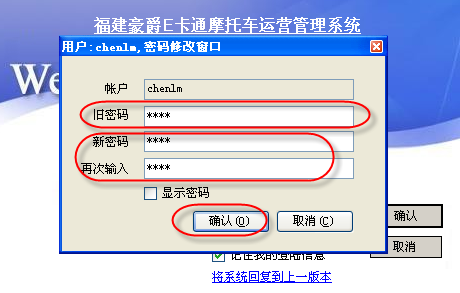 福建豪爵E卡通摩托车运营管理系统
用户:chenlm,密码修改窗口
We
帐户 chenlm
旧密码 ****
新密码 ****
再次输入 ****
显示密码
确认(O) 取消(C)
确认
取消
记住我的登陆信息
将系统回复到上一版本